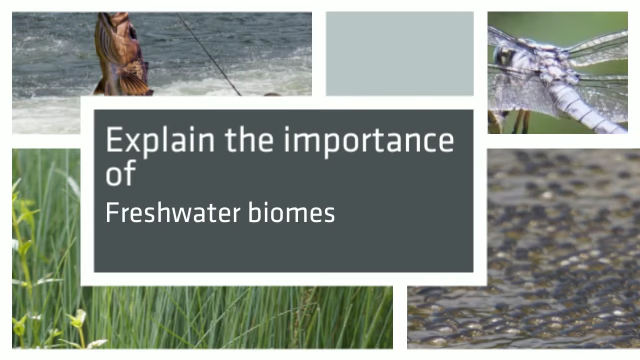 Explain the importance
of
Freshwater biomes